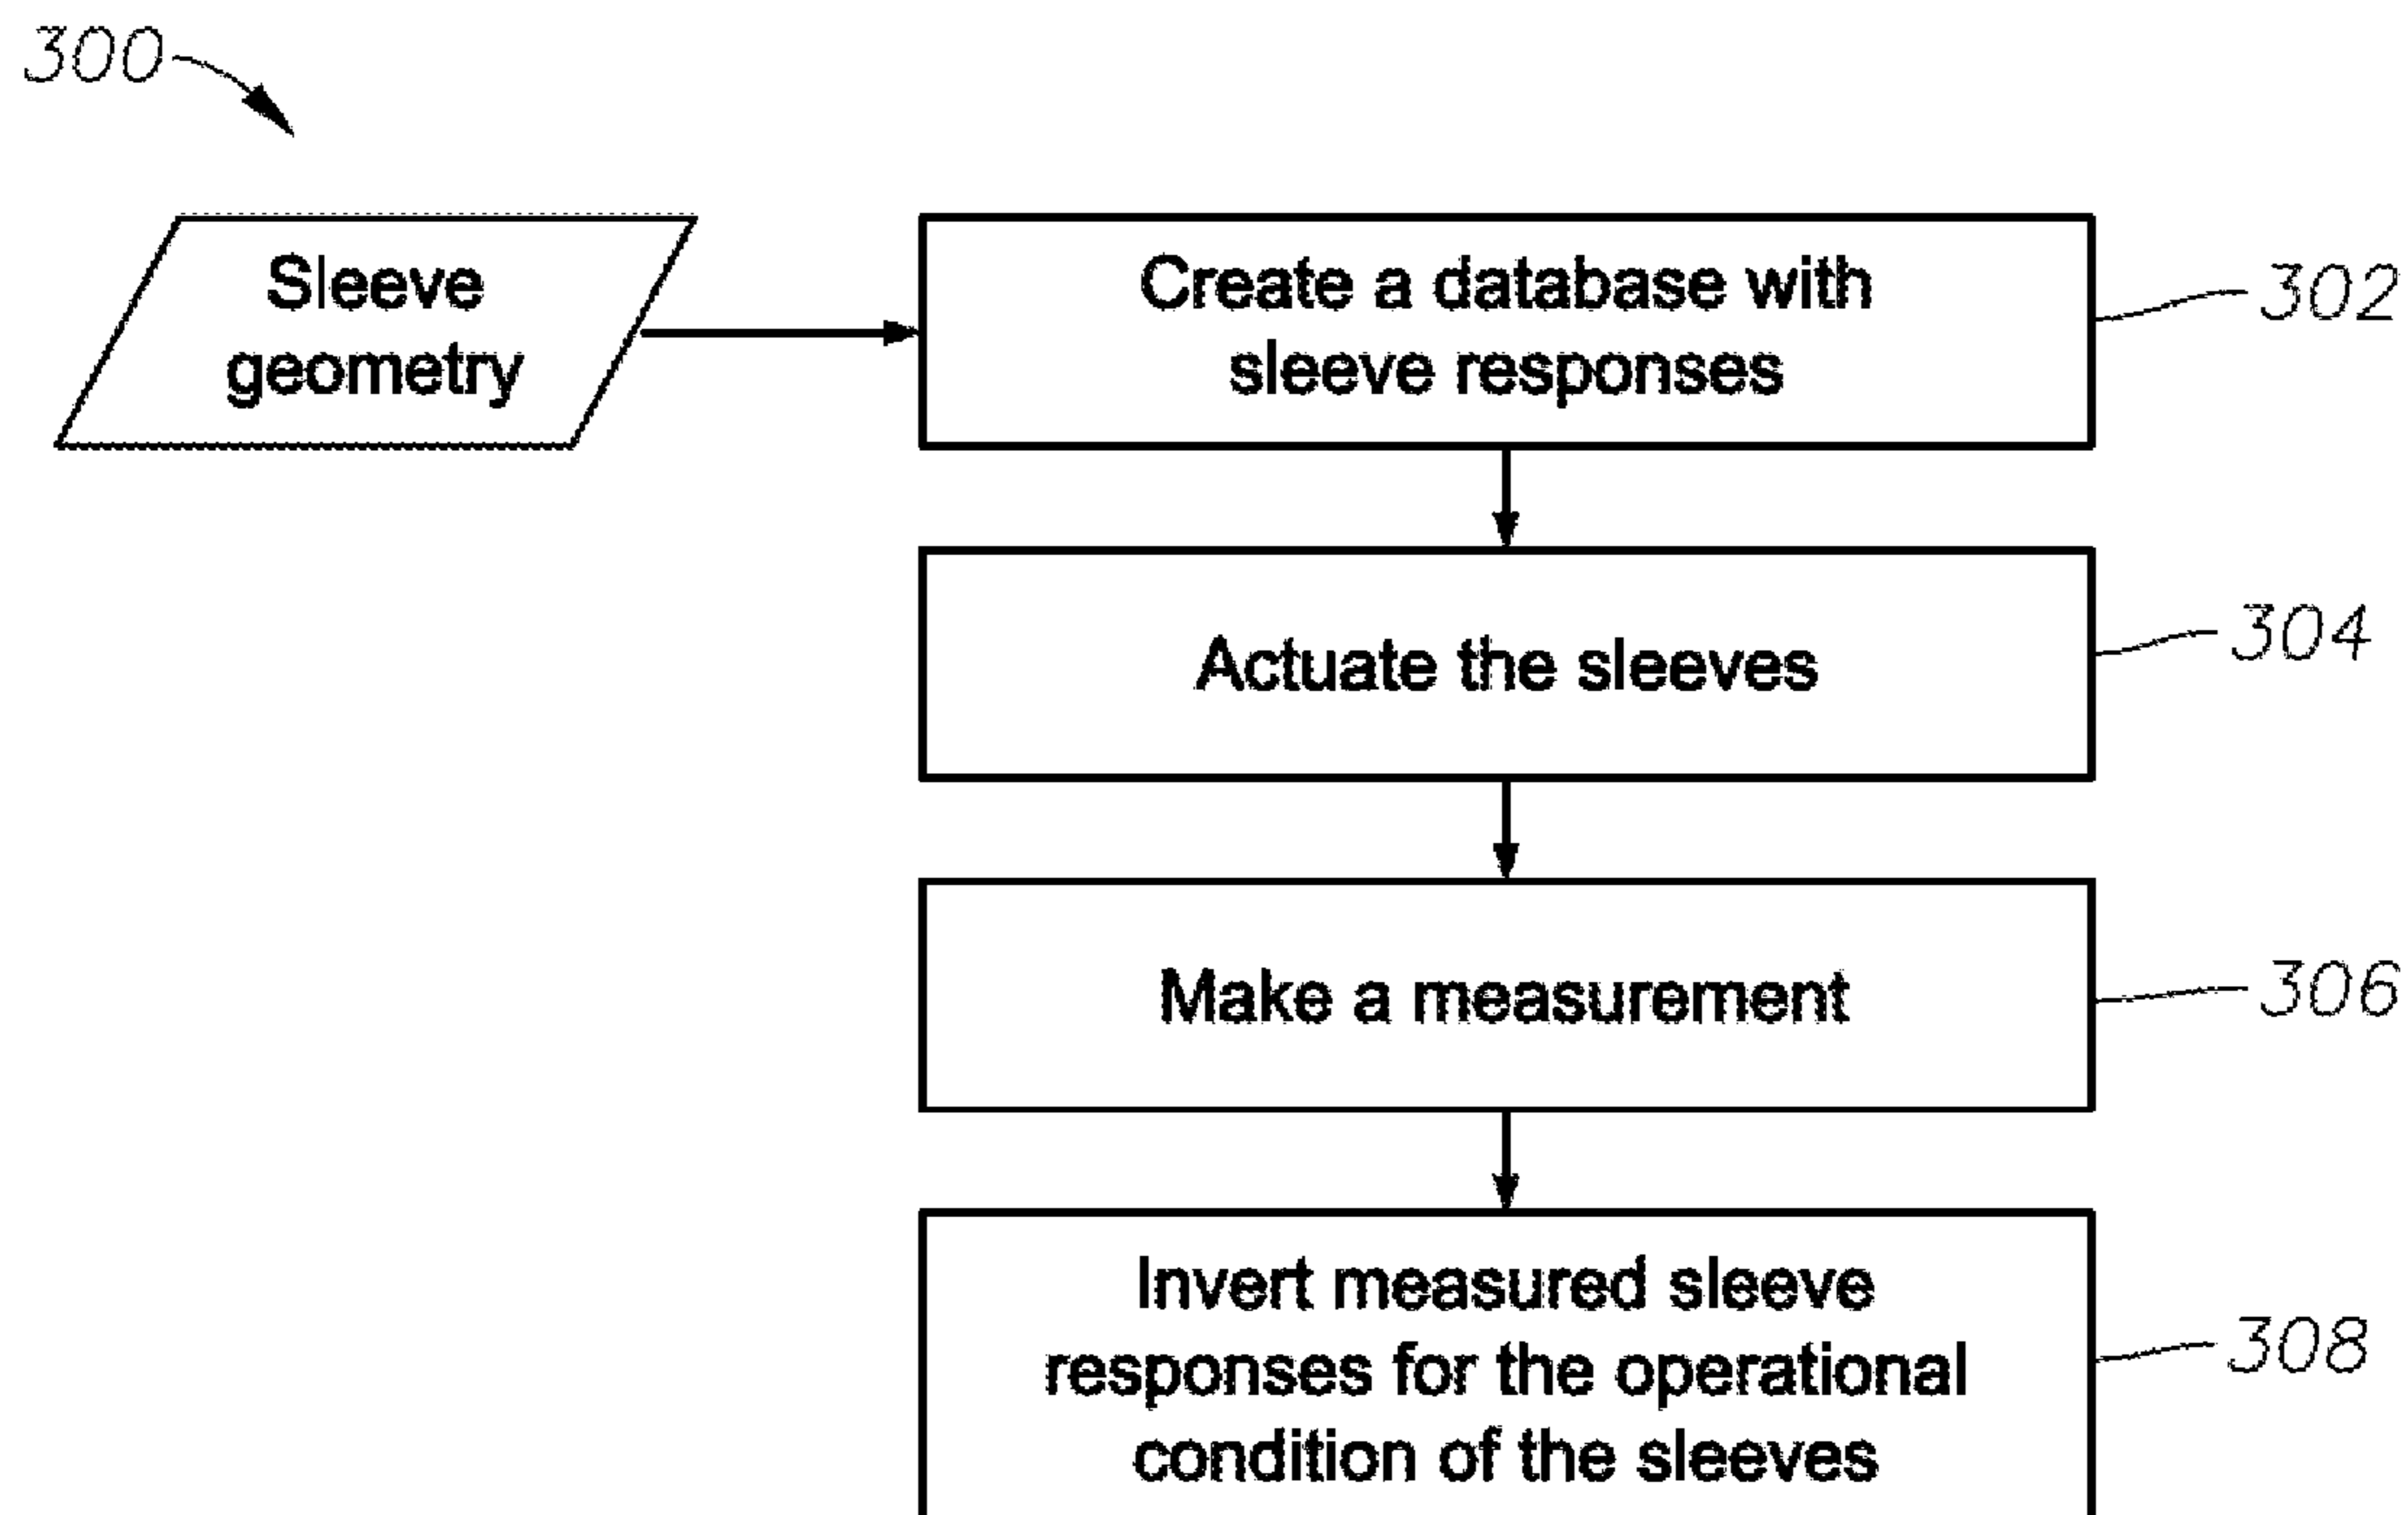 300
Sleeve
geometry
Create a database with
sleeve responses
302
Actuate the sleeves
304
Make a measurement
306
Invert measured sleeve
responses for the operational
condition of the sleeves
308